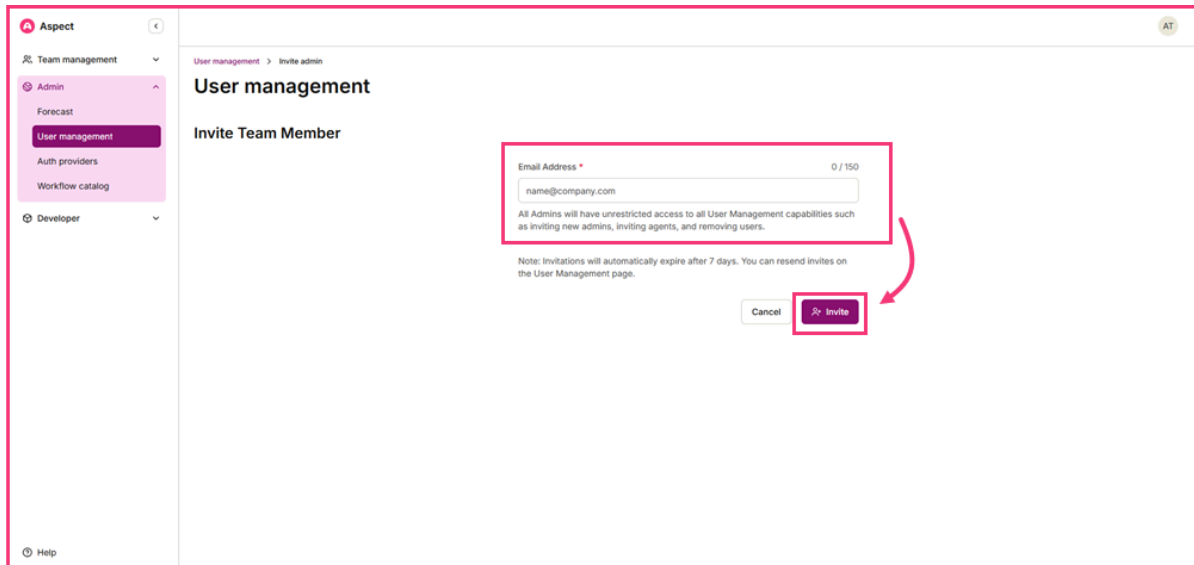 Aspect
AT
Team management
Admin
Forecast
User management
Auth providers
Workflow catalog
Developer
Help
User management > Invite admin
User management
Invite Team Member
Email Address * 0 / 150
name@company.com
All Admins will have unrestricted access to all User Management capabilities such
as inviting new admins, inviting agents, and removing users.
Note: Invitations will automatically expire after 7 days. You can resend invites on
the User Management page.
Cancel Invite